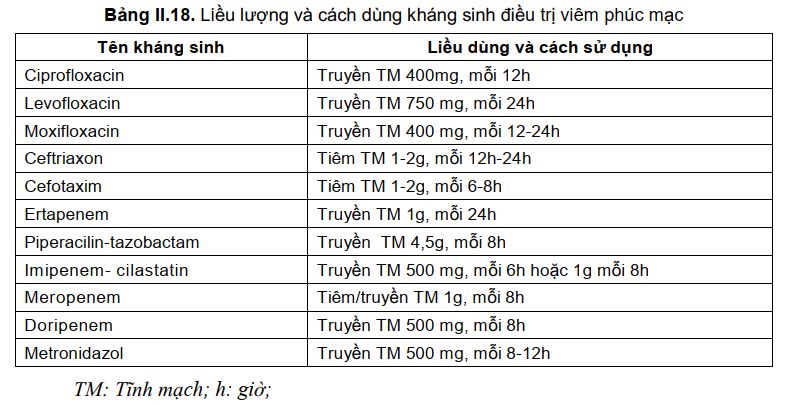 Bảng II.18. Liều lượng và cách dùng kháng sinh điều trị viêm phúc mạc
Tên kháng sinh Liều dùng và cách sử dụng
Ciprofloxacin Truyền TM 400mg, mỗi 12h
Levofloxacin Truyền TM 750 mg, mỗi 24h
Moxifloxacin Truyền TM 400 mg, mỗi 12-24h
Ceftriaxon Tiêm TM 1-2g, mỗi 12h-24h
Cefotaxim Tiêm TM 1-2g, mỗi 6-8h
Ertapenem Truyền TM 1g, mỗi 24h
Piperacilin-tazobactam Truyền TM 4,5g, mỗi 8h
Imipenem- cilastatin Truyền TM 500 mg, mỗi 6h hoặc 1g mỗi 8h
Meropenem Tiêm/truyền TM 1g, mỗi 8h
Doripenem Truyền TM 500 mg, mỗi 8h
Metronidazol Truyền TM 500 mg, mỗi 8-12h
TM: Tĩnh mạch; h: giờ;